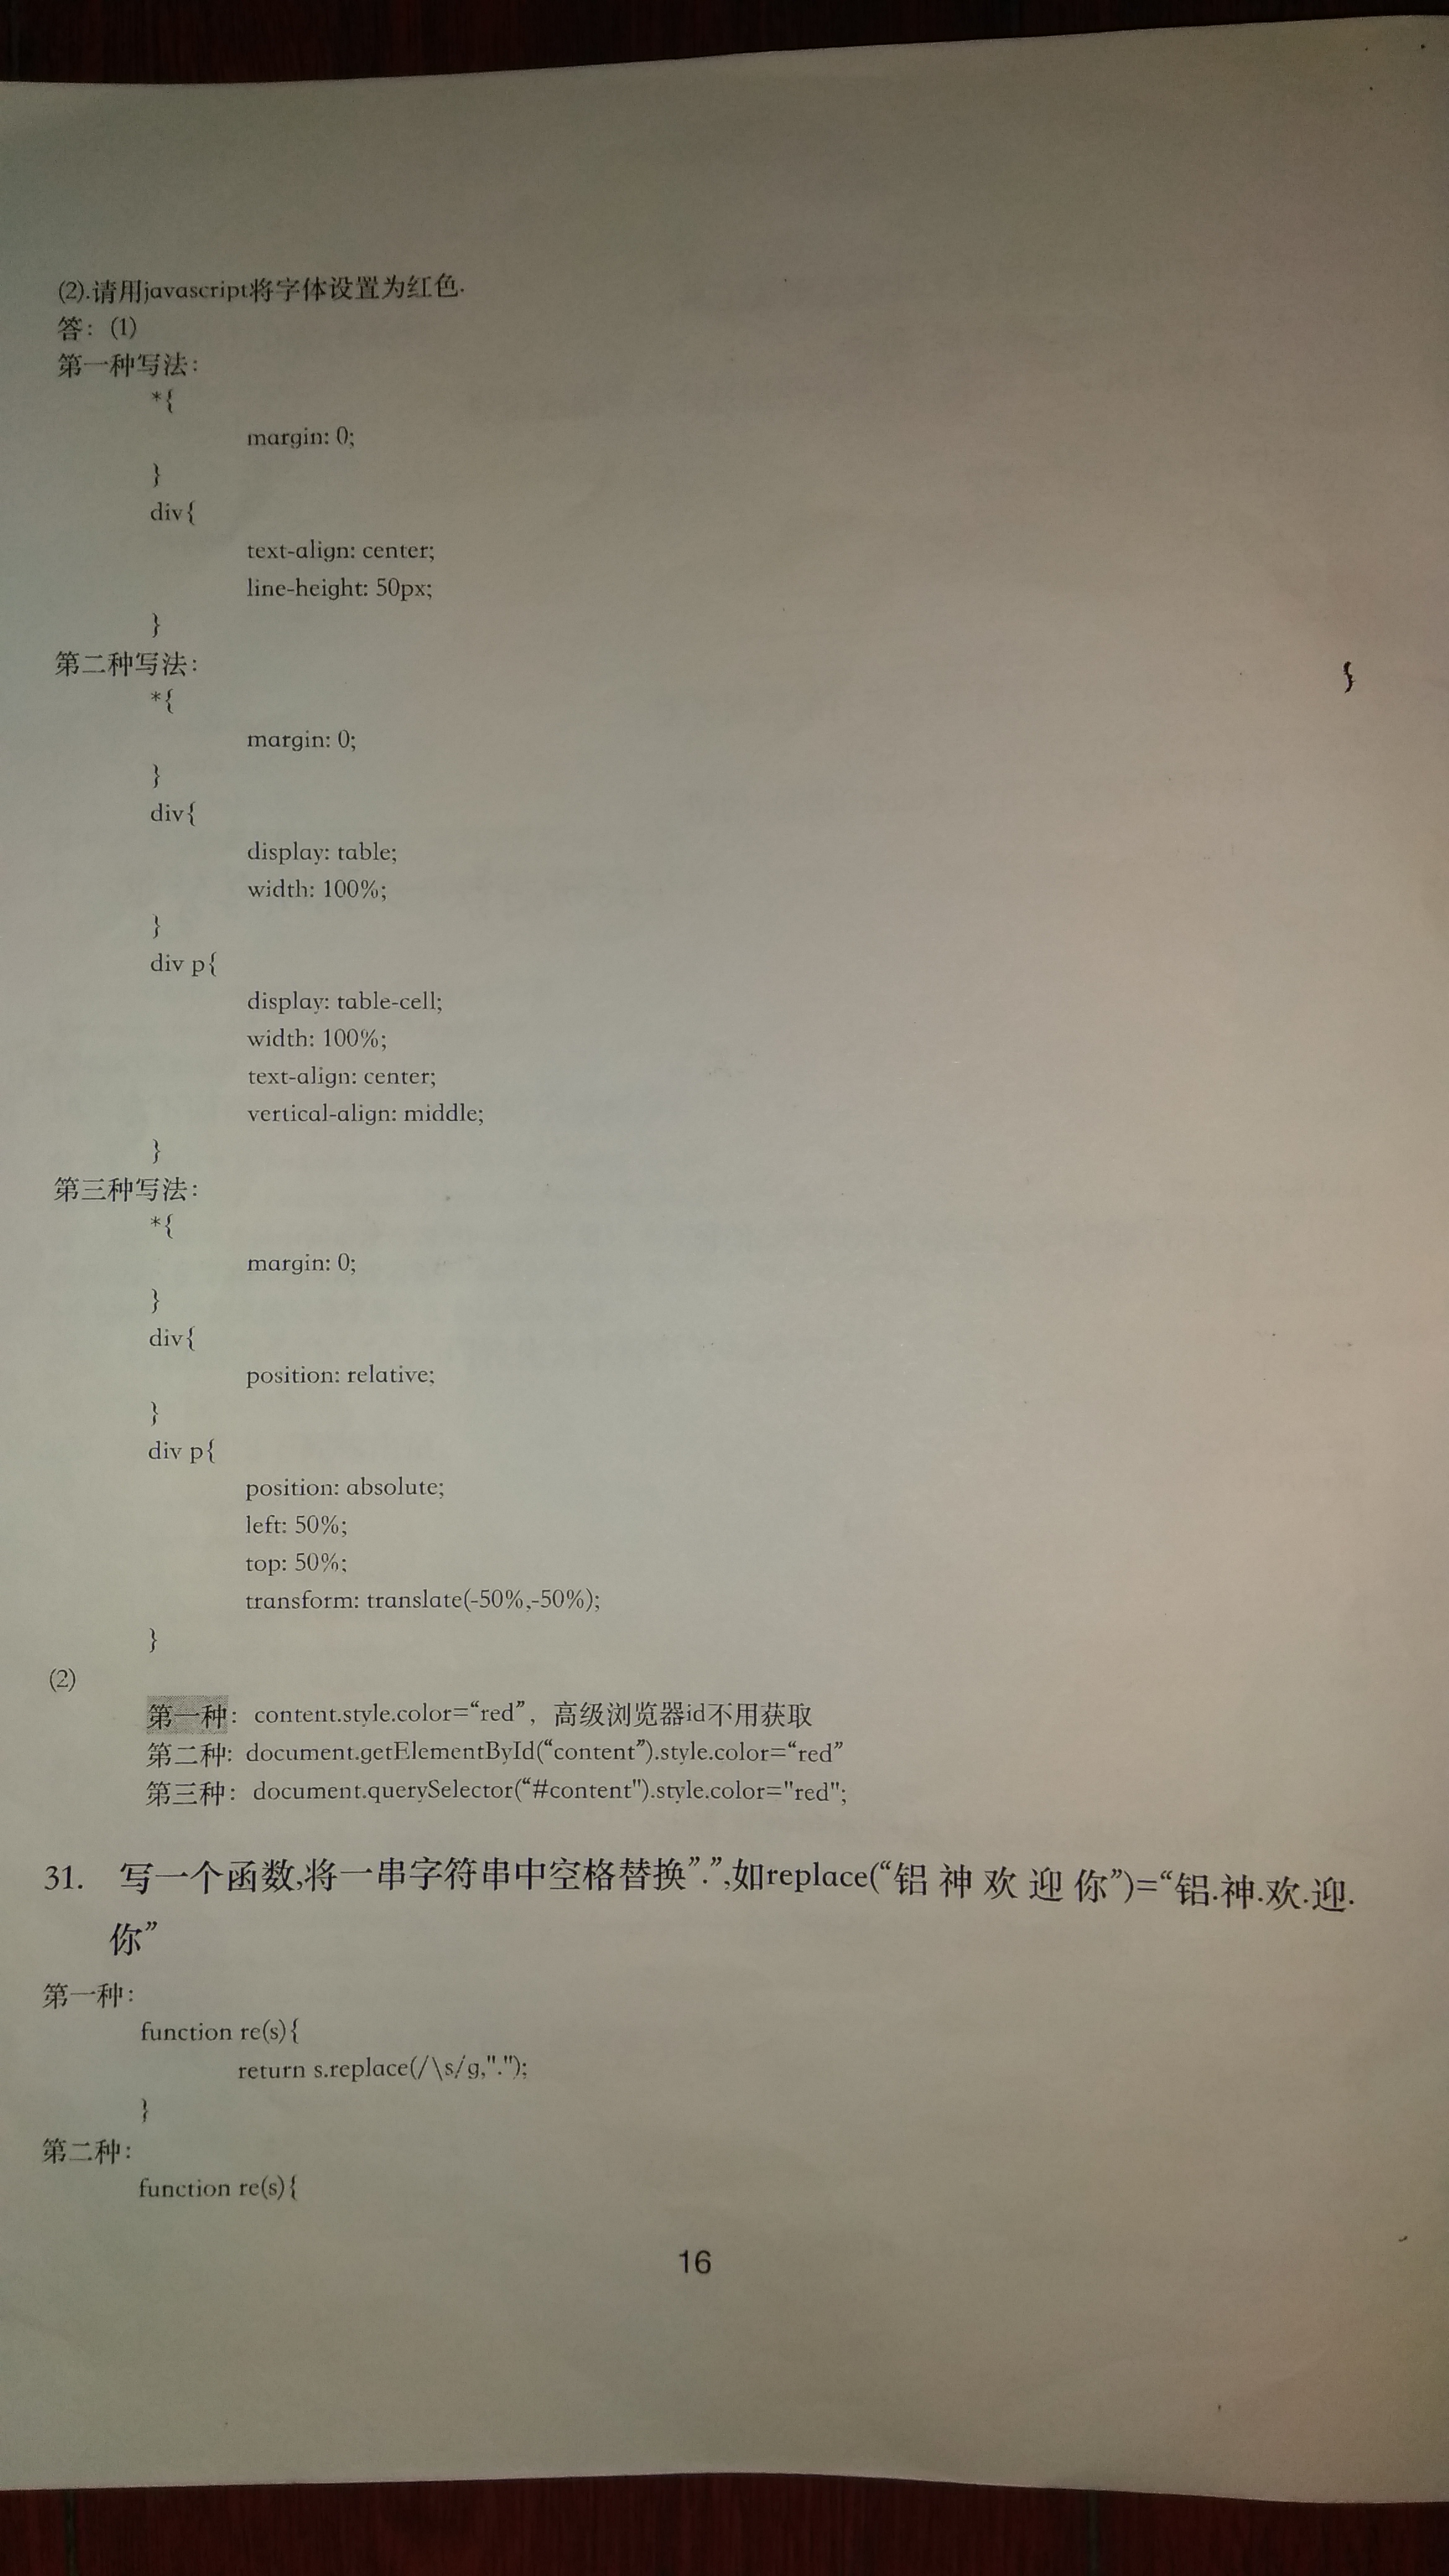 (2).请用javascript将字体设置为红色.
答：(1)
第一种写法：
*{
margin: 0;
}
div{
text-align: center;
line-height: 50px;
}
第二种写法：
*{
margin: 0;
}
div{
display: table;
width: 100%;
}
div p{
display: table-cell;
width: 100%;
text-align: center;
vertical-align: middle;
}
第三种写法：
*{
margin: 0;
}
div{
position: relative;
}
div p{
position: absolute;
left: 50%;
top: 50%;
transform: translate(-50%,-50%);
}
(2)
第一种：content.style.color=“red”，高级浏览器id不用获取
第二种: document.getElementById(“content”).style.color=“red”
第三种：document.querySelector(“#content").style.color="red";
31. 写一个函数,将一串字符串中空格替换”.”,如replace(“铝 神 欢 迎 你”)=“铝.神.欢.迎.
你”
第一种：
function re(s){
return s.replace(/\s/g,".");
}
第二种：
function re(s){
16